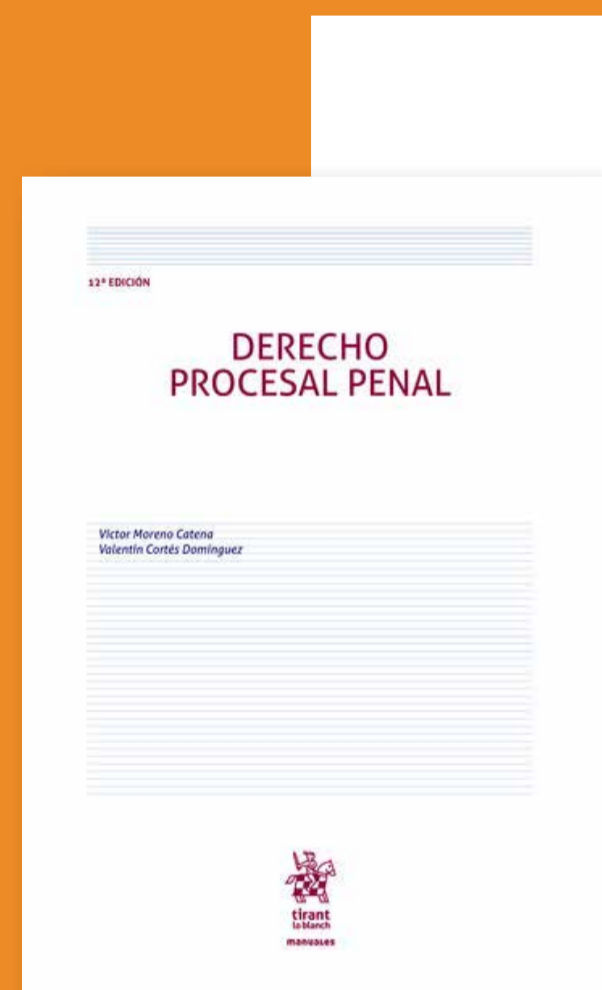 12ª EDICIÓN
DERECHO
PROCESAL PENAL
Víctor Moreno Catena
Valentín Cortés Domínguez
tirant
lo blanch
manuales